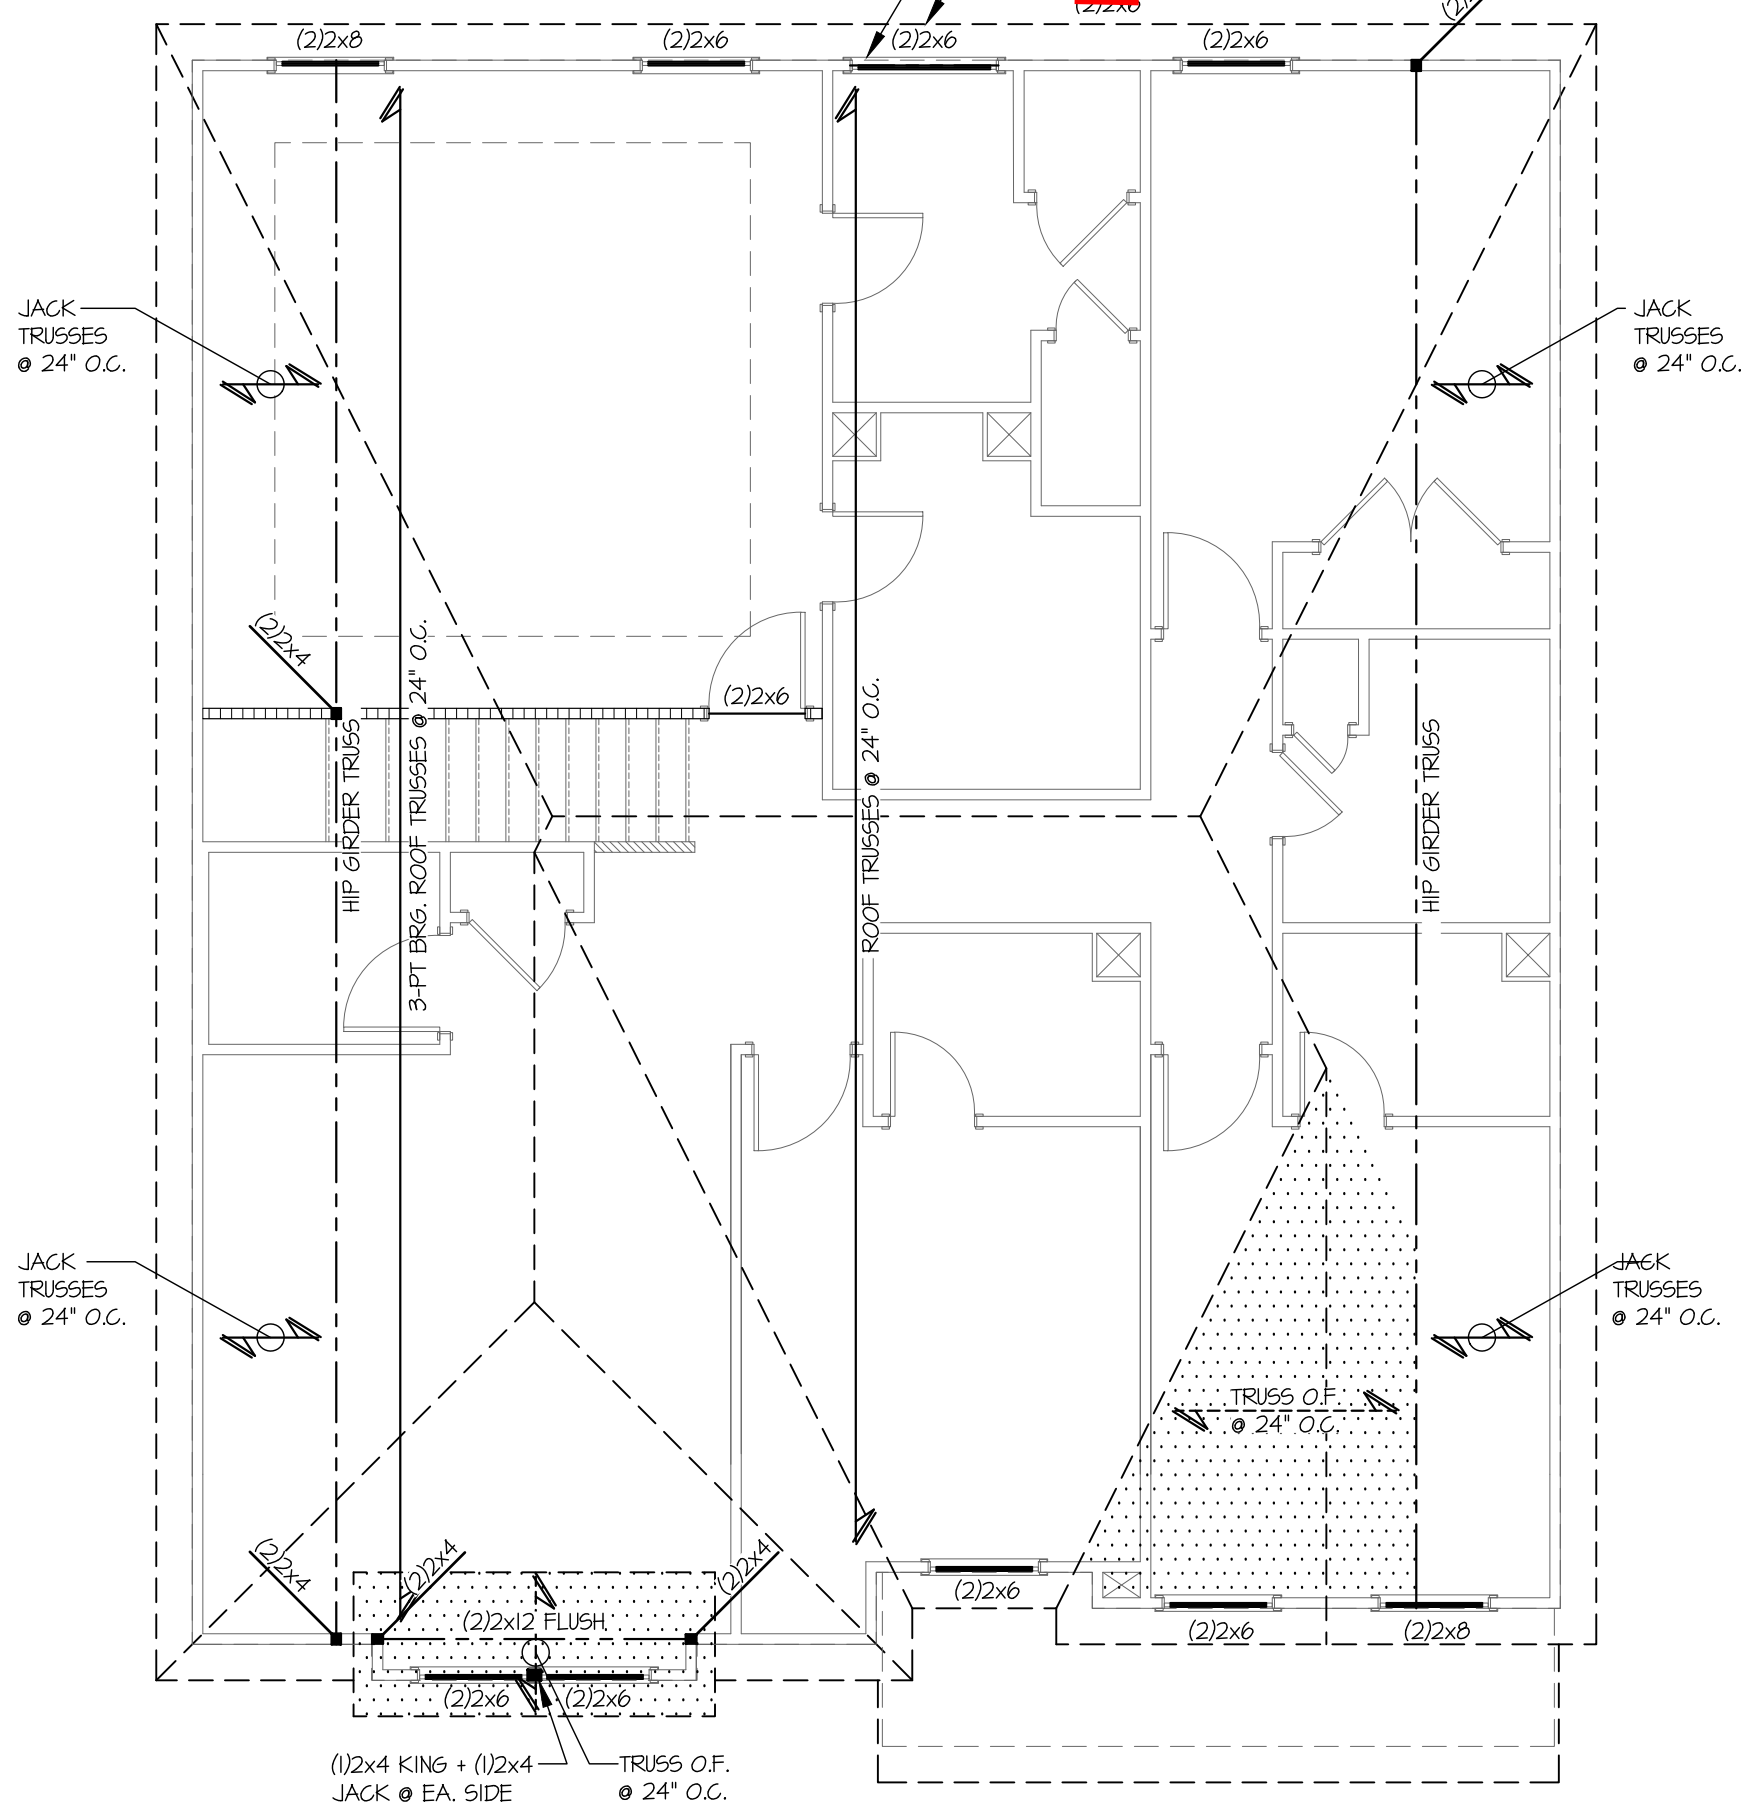 (2)2x6
(2)2x8
(2)2x6
(2)2x6
(2)2x6
JACK
TRUSSES
@ 24" O.C.
JACK
TRUSSES
@ 24" O.C.
(2)2x4
(2)2x6
HIP GIRDER TRUSS
3-PT BRG. ROOF TRUSSES @ 24" O.C.
ROOF TRUSSES @ 24" O.C.
HIP GIRDER TRUSS
JACK
TRUSSES
@ 24" O.C.
JACK
TRUSSES
@ 24" O.C.
TRUSS O.F.
@ 24" O.C.
(2)2x4
(2)2x4
(2)2x4
(2)2x12 FLUSH
(2)2x6
(2)2x6
(2)2x8
(2)2x6
(2)2x6
(1)2x4 KING + (1)2x4
JACK @ EA. SIDE
TRUSS O.F.
@ 24" O.C.